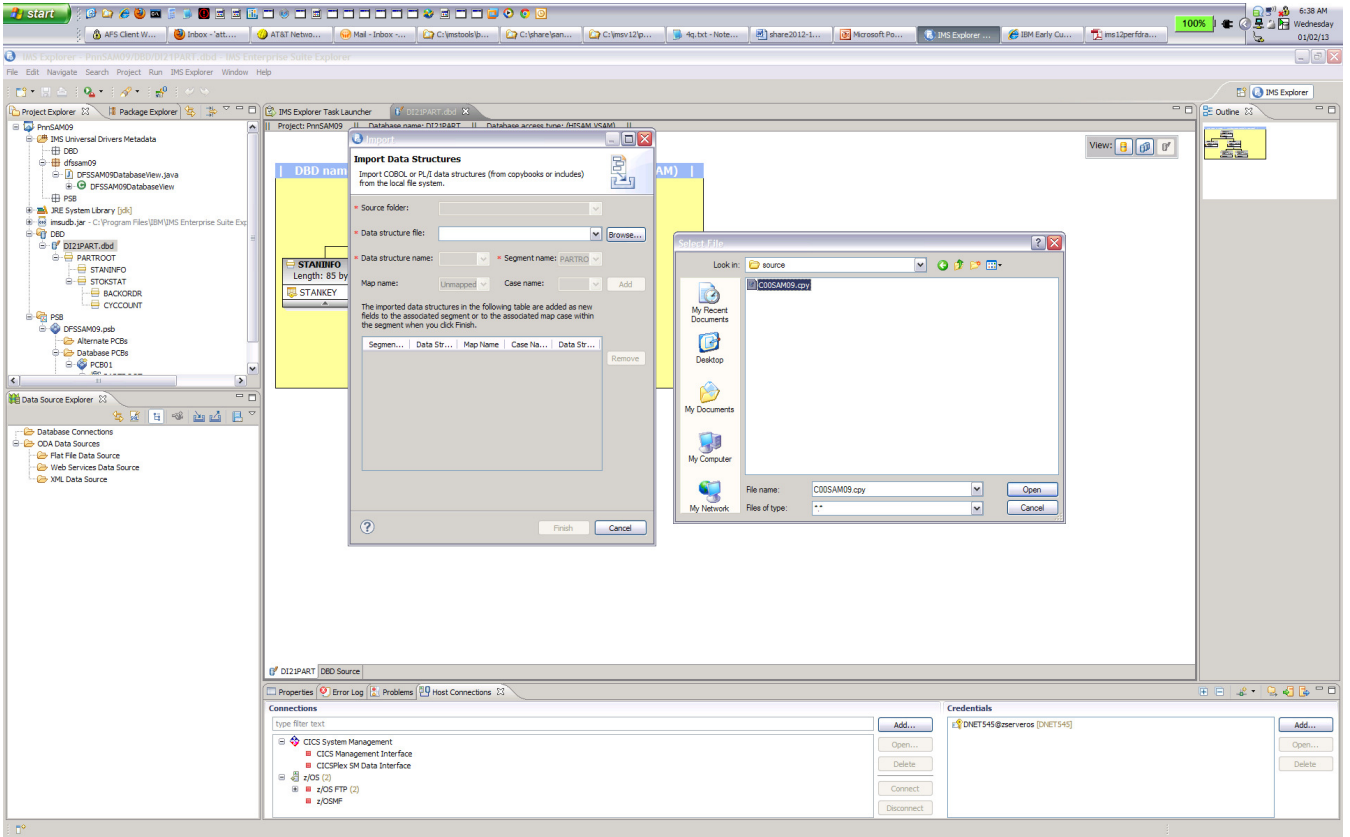 start
100%
6:38 AM
Wednesday
01/02/13
AFS Client W...
Inbox - 'att....
AT&T Netwo...
Mail - Inbox -...
C:\imstools\b...
C:\share\san...
C:\imsv12\p...
4q.txt - Note...
share2012-1...
Microsoft Po...
IMS Explorer ...
IBM Early Cu...
ims12perfdra...
IMS Explorer - PnnSAM09/DBD/DI21PART.dbd - IMS Enterprise Suite Explorer
File Edit Navigate Search Project Run IMS Explorer Window Help
IMS Explorer
Project Explorer
Package Explorer
PnnSAM09
IMS Universal Drivers Metadata
DBD
dfssam09
DFSSAM09DatabaseView.java
DFSSAM09DatabaseView
PSB
JRE System Library [jdk]
imsudb.jar - C:\Program Files\IBM\IMS Enterprise Suite Exp
DBD
DI21PART.dbd
PARTROOT
STANINFO
STOKSTAT
BACKORDR
CYCCOUNT
PSB
DFSSAM09.psb
Alternate PCBs
Database PCBs
PCB01
Data Source Explorer
Database Connections
ODA Data Sources
Flat File Data Source
Web Services Data Source
XML Data Source
IMS Explorer Task Launcher
DI21PART.dbd
|| Project: PnnSAM09 || Database name: DI21PART || Database access type: (HISAM,VSAM) ||
View:
| DBD nam
AM) |
STANINFO
Length: 85 by
STANKEY
Import
Import Data Structures
Import COBOL or PL/I data structures (from copybooks or includes)
from the local file system.
* Source folder:
* Data structure file:
Browse...
* Data structure name:
* Segment name: PARTRO
Map name: Unmapped
Case name:
Add
The imported data structures in the following table are added as new
fields to the associated segment or to the associated map case within
the segment when you click Finish.
Segmen... Data Str... Map Name Case Na... Data Str...
Remove
Finish
Cancel
Select File
Look in: source
C00SAM09.cpy
My Recent
Documents
Desktop
My Documents
My Computer
My Network
File name: C00SAM09.cpy
Open
Files of type: *.*
Cancel
Outline
DI21PART DBD Source
Properties Error Log Problems Host Connections
Connections
type filter text
CICS System Management
CICS Management Interface
CICSPlex SM Data Interface
z/OS (2)
z/OS FTP (2)
z/OSMF
Add...
Open...
Delete
Connect
Disconnect
Credentials
DNET545@zserveros [DNET545]
Add...
Open...
Delete